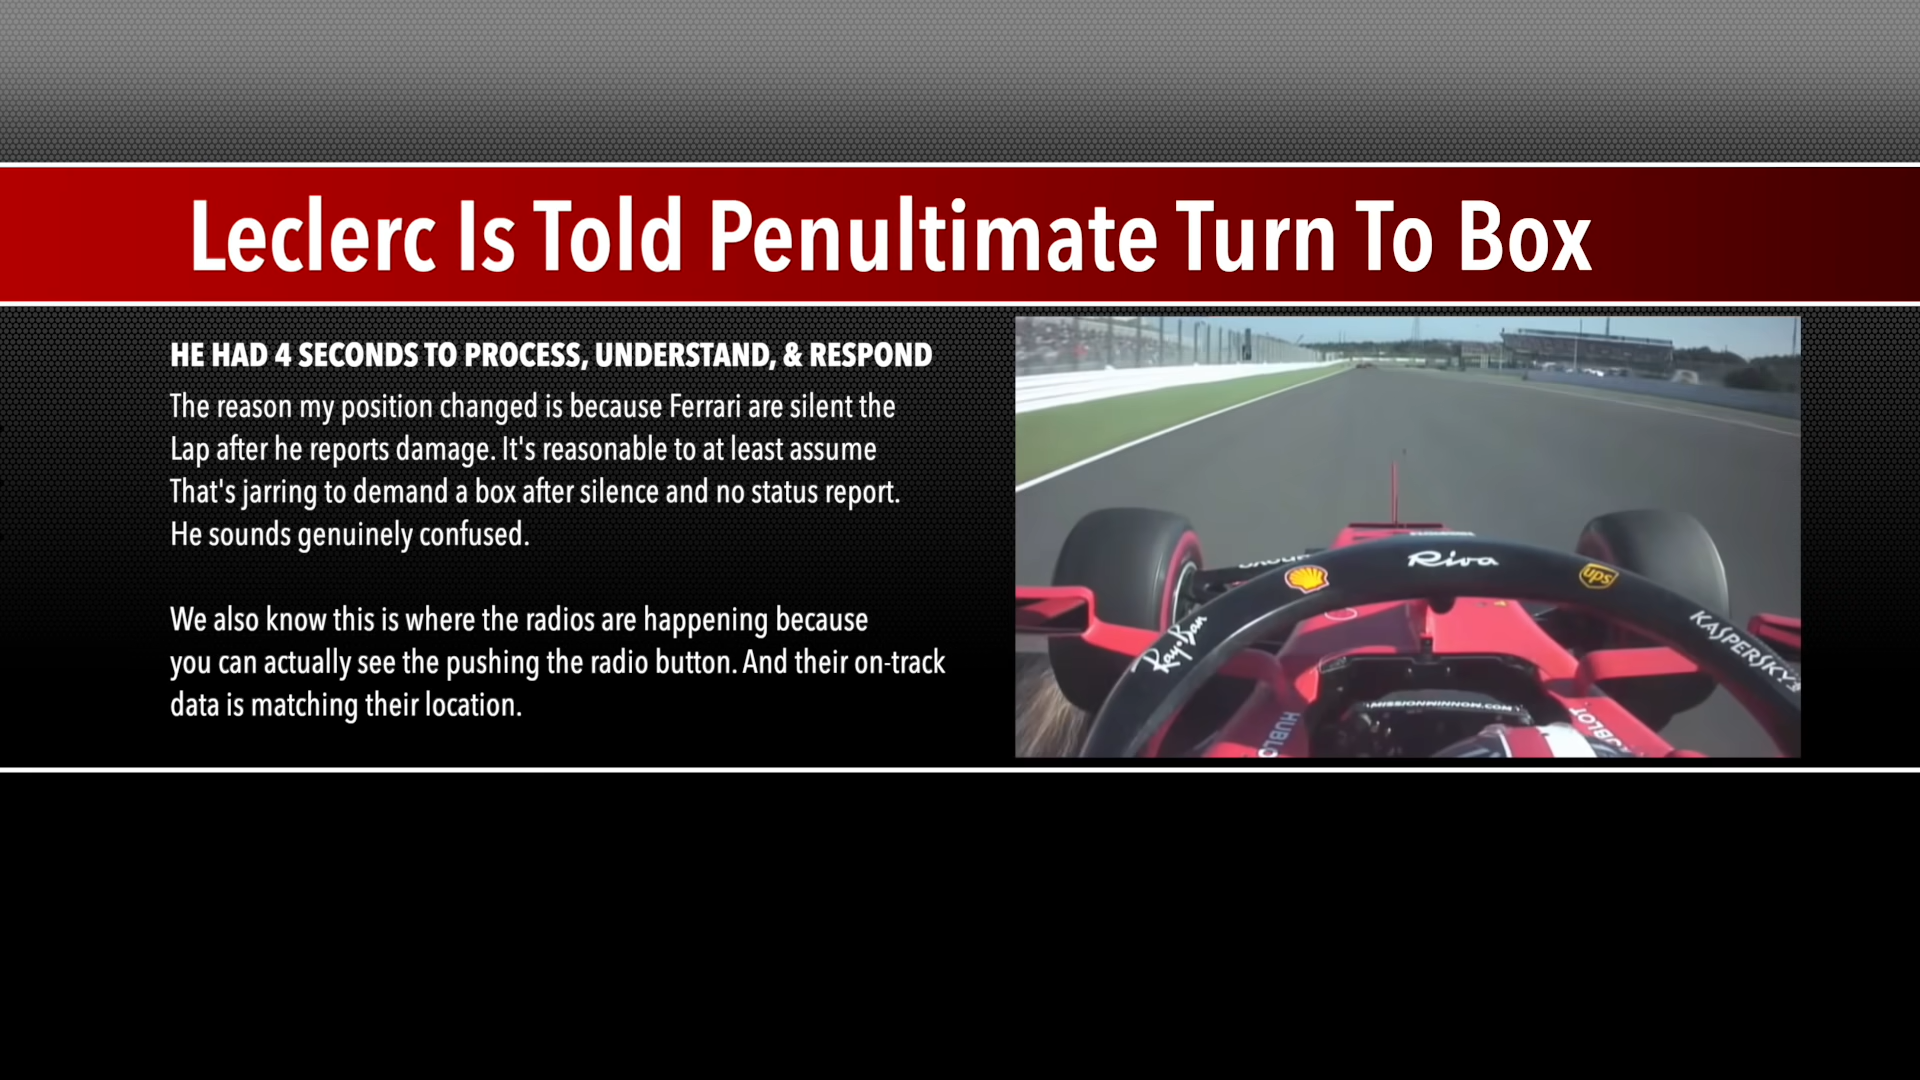 Leclerc Is Told Penultimate Turn To Box
HE HAD 4 SECONDS TO PROCESS, UNDERSTAND, & RESPOND
The reason my position changed is because Ferrari are silent the
Lap after he reports damage. It's reasonable to at least assume
That's jarring to demand a box after silence and no status report.
He sounds genuinely confused.
We also know this is where the radios are happening because
you can actually see the pushing the radio button. And their on-track
data is matching their location.
Riva
ups
Ray-Ban
KASPERSKY
MISSIONWINNOW.COM
HUBLOT